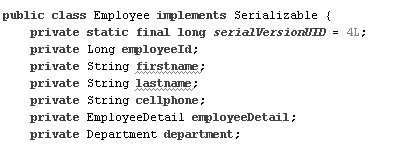 public class Employee implements Serializable {
private static final long serialVersionUID = 4L;
private Long employeeId;
private String firstname;
private String lastname;
private String cellphone;
private EmployeeDetail employeeDetail;
private Department department;